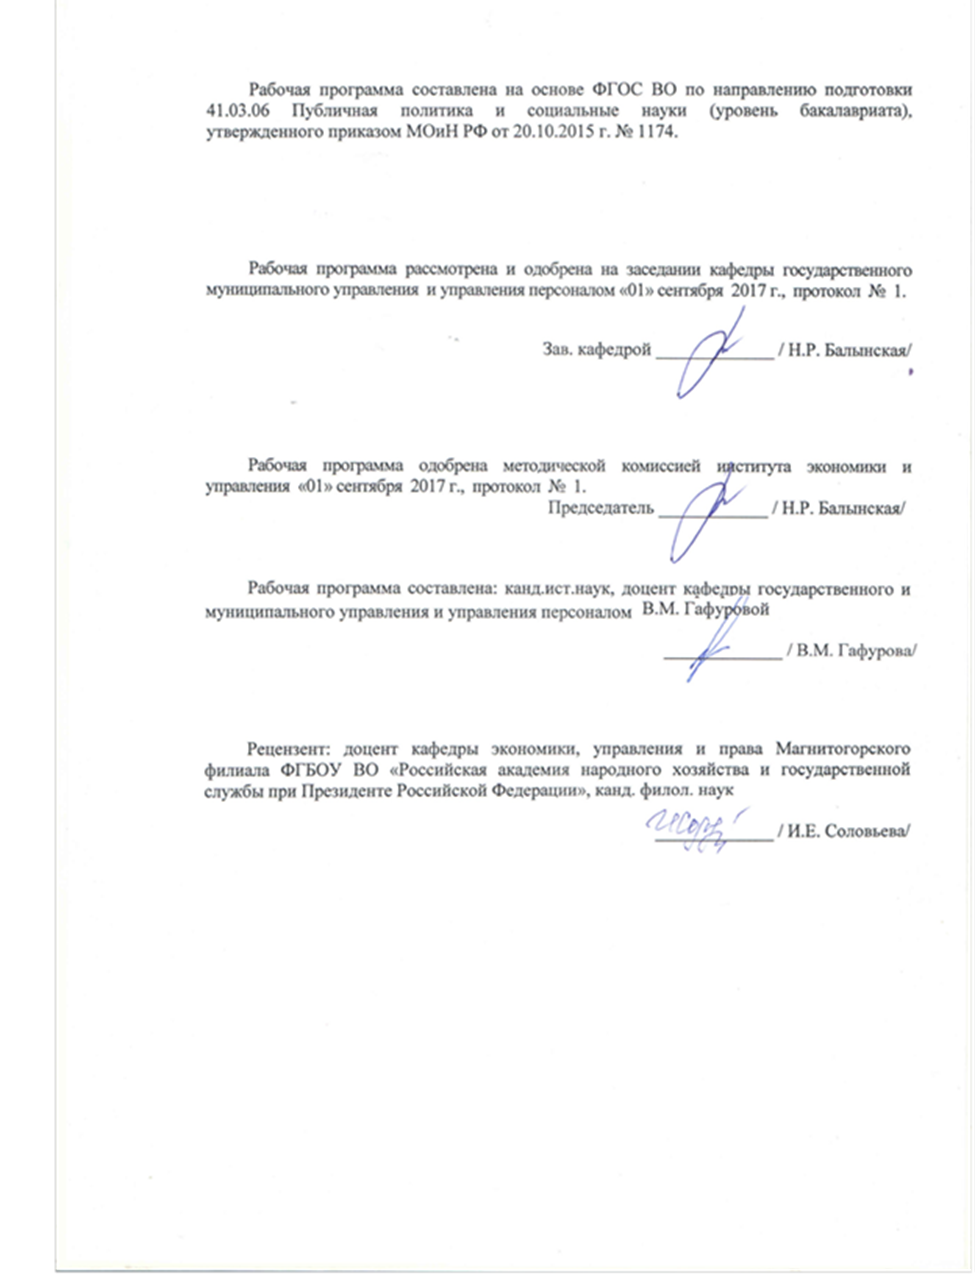 Рабочая программа составлена на основе ФГОС ВО по направлению подготовки
41.03.06 Публичная политика и социальные науки (уровень бакалавриата),
утвержденного приказом МОиН РФ от 20.10.2015 г. № 1174.
Рабочая программа рассмотрена и одобрена на заседании кафедры государственного
муниципального управления и управления персоналом «01» сентября 2017 г., протокол № 1.
Зав. кафедрой _____________ / Н.Р. Балынская/
Рабочая программа одобрена методической комиссией института экономики и
управления «01» сентября 2017 г., протокол № 1.
Председатель ____________ / Н.Р. Балынская/
Рабочая программа составлена: канд.ист.наук, доцент кафедры государственного и
муниципального управления и управления персоналом В.М. Гафуровой
_____________ / В.М. Гафурова/
Рецензент: доцент кафедры экономики, управления и права Магнитогорского
филиала ФГБОУ ВО «Российская академия народного хозяйства и государственной
службы при Президенте Российской Федерации», канд. филол. наук
_____________ / И.Е. Соловьева/